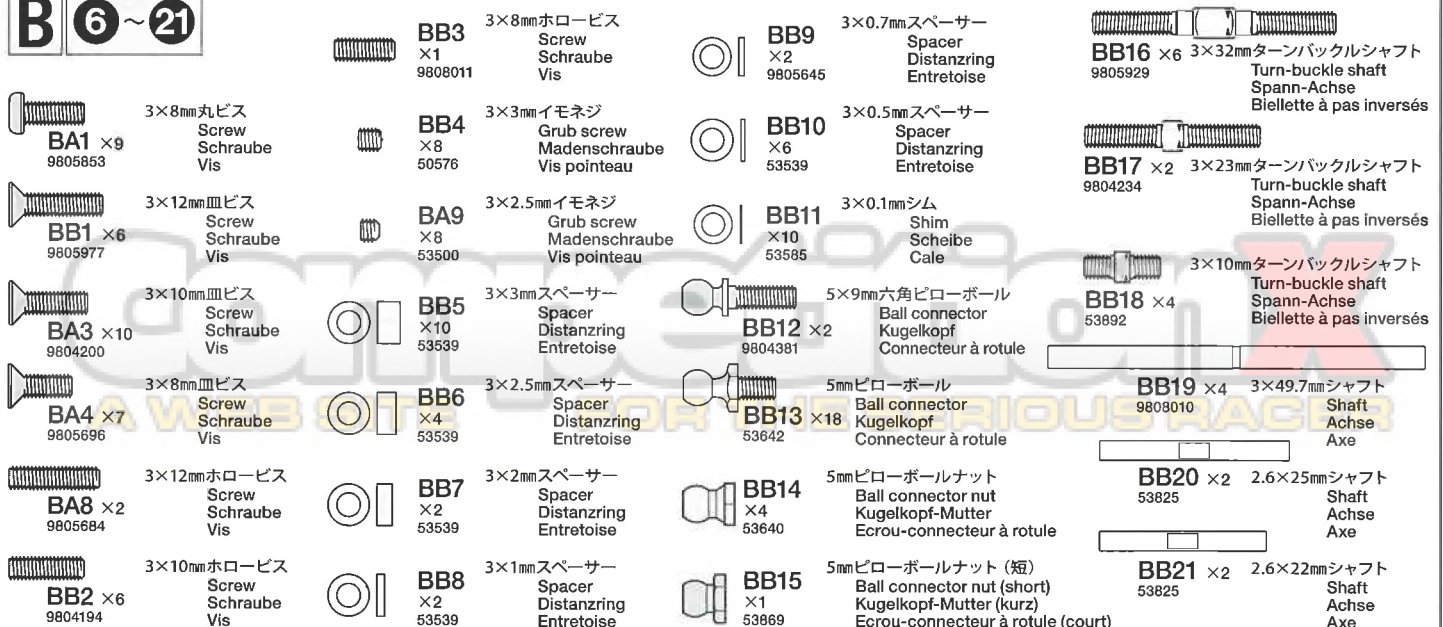 B 6~21
BA1 ×9
9805853
3×8mm丸ビス
Screw
Schraube
Vis
BB1 ×6
9805977
3×12mm皿ビス
Screw
Schraube
Vis
BA3 ×10
9804200
3×10mm皿ビス
Screw
Schraube
Vis
BA4 ×7
9805696
3×8mm皿ビス
Screw
Schraube
Vis
BA8 ×2
9805684
3×12mmホロービス
Screw
Schraube
Vis
BB2 ×6
9804194
3×10mmホロービス
Screw
Schraube
Vis
BB3
×1
9808011
3×8mmホロービス
Screw
Schraube
Vis
BB4
×8
50576
3×3mmイモネジ
Grub screw
Madenschraube
Vis pointeau
BA9
×8
53500
3×2.5mmイモネジ
Grub screw
Madenschraube
Vis pointeau
BB5
×10
53539
3×3mmスペーサー
Spacer
Distanzring
Entretoise
BB6
×4
53539
3×2.5mmスペーサー
Spacer
Distanzring
Entretoise
BB7
×2
53539
3×2mmスペーサー
Spacer
Distanzring
Entretoise
BB8
×2
53539
3×1mmスペーサー
Spacer
Distanzring
Entretoise
BB9
×2
9805645
3×0.7mmスペーサー
Spacer
Distanzring
Entretoise
BB10
×6
53539
3×0.5mmスペーサー
Spacer
Distanzring
Entretoise
BB11
×10
53585
3×0.1mmシム
Shim
Scheibe
Cale
BB12 ×2
9804381
5×9mm六角ピローボール
Ball connector
Kugelkopf
Connecteur à rotule
BB13 ×18
53642
5mmピローボール
Ball connector
Kugelkopf
Connecteur à rotule
BB14
×4
53640
5mmピローボールナット
Ball connector nut
Kugelkopf-Mutter
Ecrou-connecteur à rotule
BB15
×1
53869
5mmピローボールナット（短）
Ball connector nut (short)
Kugelkopf-Mutter (kurz)
Ecrou-connecteur à rotule (court)
BB16 ×6
9805929
3×32mmターンバックルシャフト
Turn-buckle shaft
Spann-Achse
Biellette à pas inversés
BB17 ×2
9804234
3×23mmターンバックルシャフト
Turn-buckle shaft
Spann-Achse
Biellette à pas inversés
BB18 ×4
53892
3×10mmターンバックルシャフト
Turn-buckle shaft
Spann-Achse
Biellette à pas inversés
BB19 ×4
9808010
3×49.7mmシャフト
Shaft
Achse
Axe
BB20 ×2
53825
2.6×25mmシャフト
Shaft
Achse
Axe
BB21 ×2
53825
2.6×22mmシャフト
Shaft
Achse
Axe
CompetitionX
A WEB SITE FOR THE SERIOUS RACER